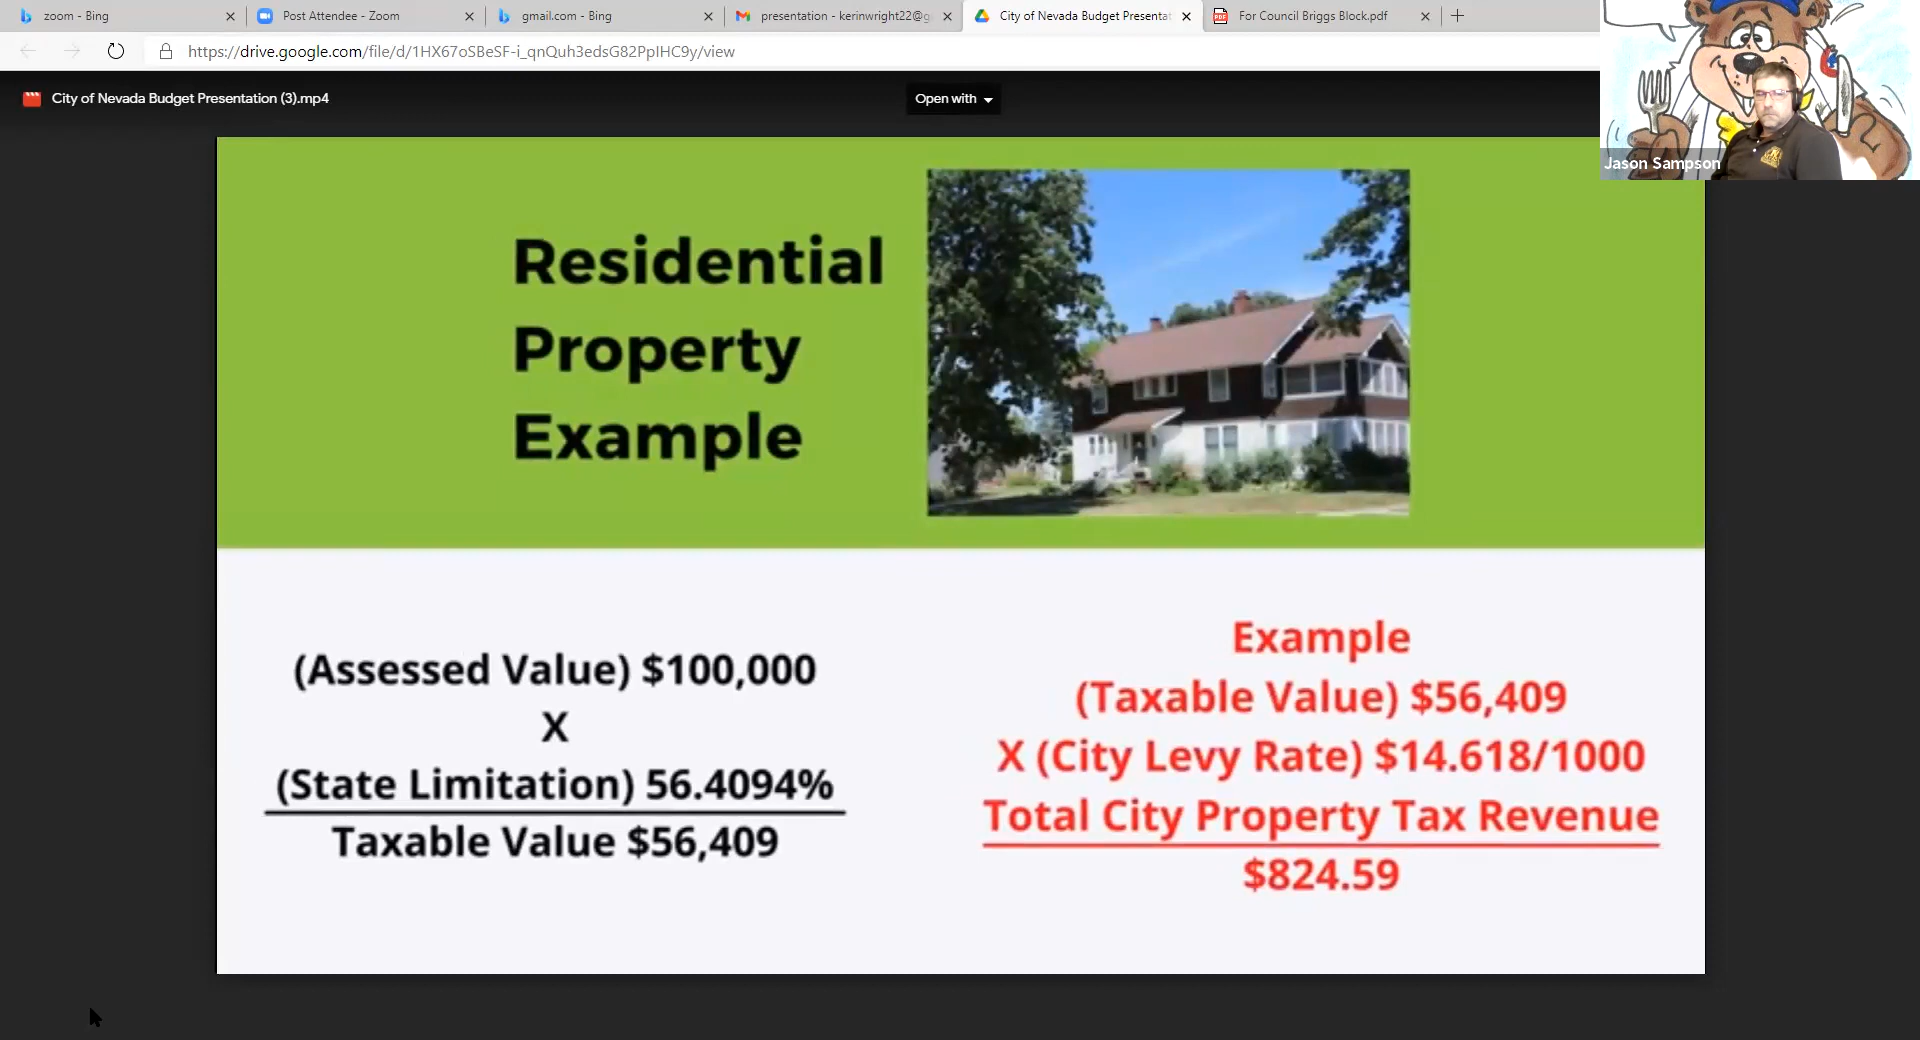 zoom - Bing
Post Attendee - Zoom
gmail.com - Bing
presentation - kerinwright22@g
City of Nevada Budget Presentat
For Council Briggs Block.pdf
https://drive.google.com/file/d/1HX67oSBeSF-i_qnQuh3edsG82PpIHC9y/view
City of Nevada Budget Presentation (3).mp4
Open with
Jason Sampson
Residential
Property
Example
(Assessed Value) $100,000
X
(State Limitation) 56.4094%
Taxable Value $56,409
Example
(Taxable Value) $56,409
X (City Levy Rate) $14.618/1000
Total City Property Tax Revenue
$824.59